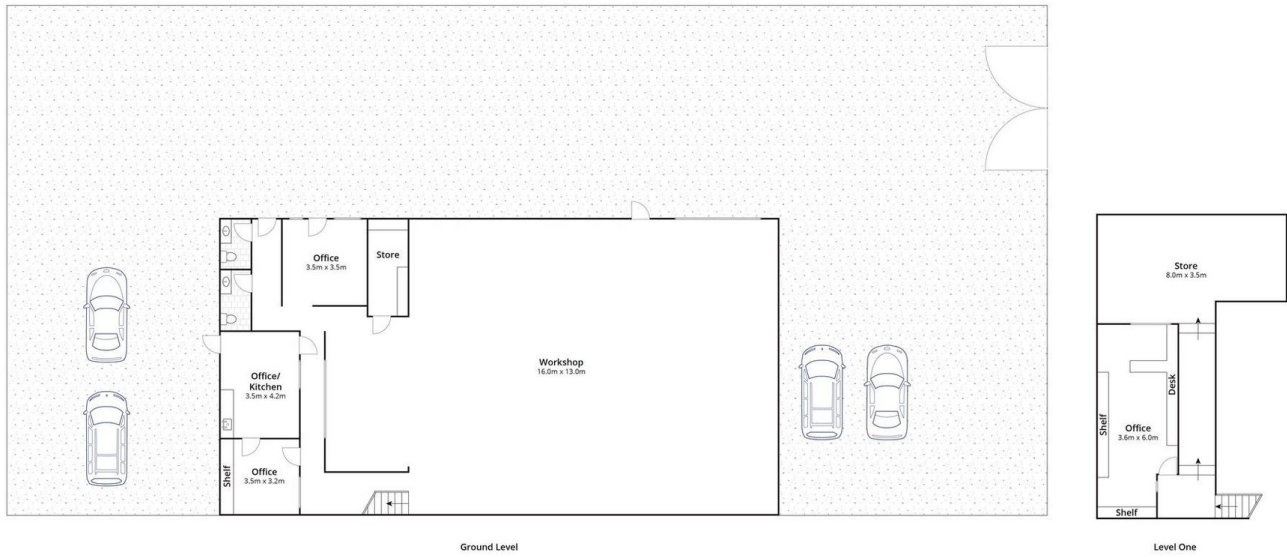 Office
3.5m x 3.5m
Store
Workshop
16.0m x 13.0m
Office/
Kitchen
3.5m x 4.2m
Shelf
Office
3.5m x 3.2m
Ground Level
Store
8.0m x 3.5m
Shelf
Desk
Office
3.6m x 6.0m
Shelf
Level One